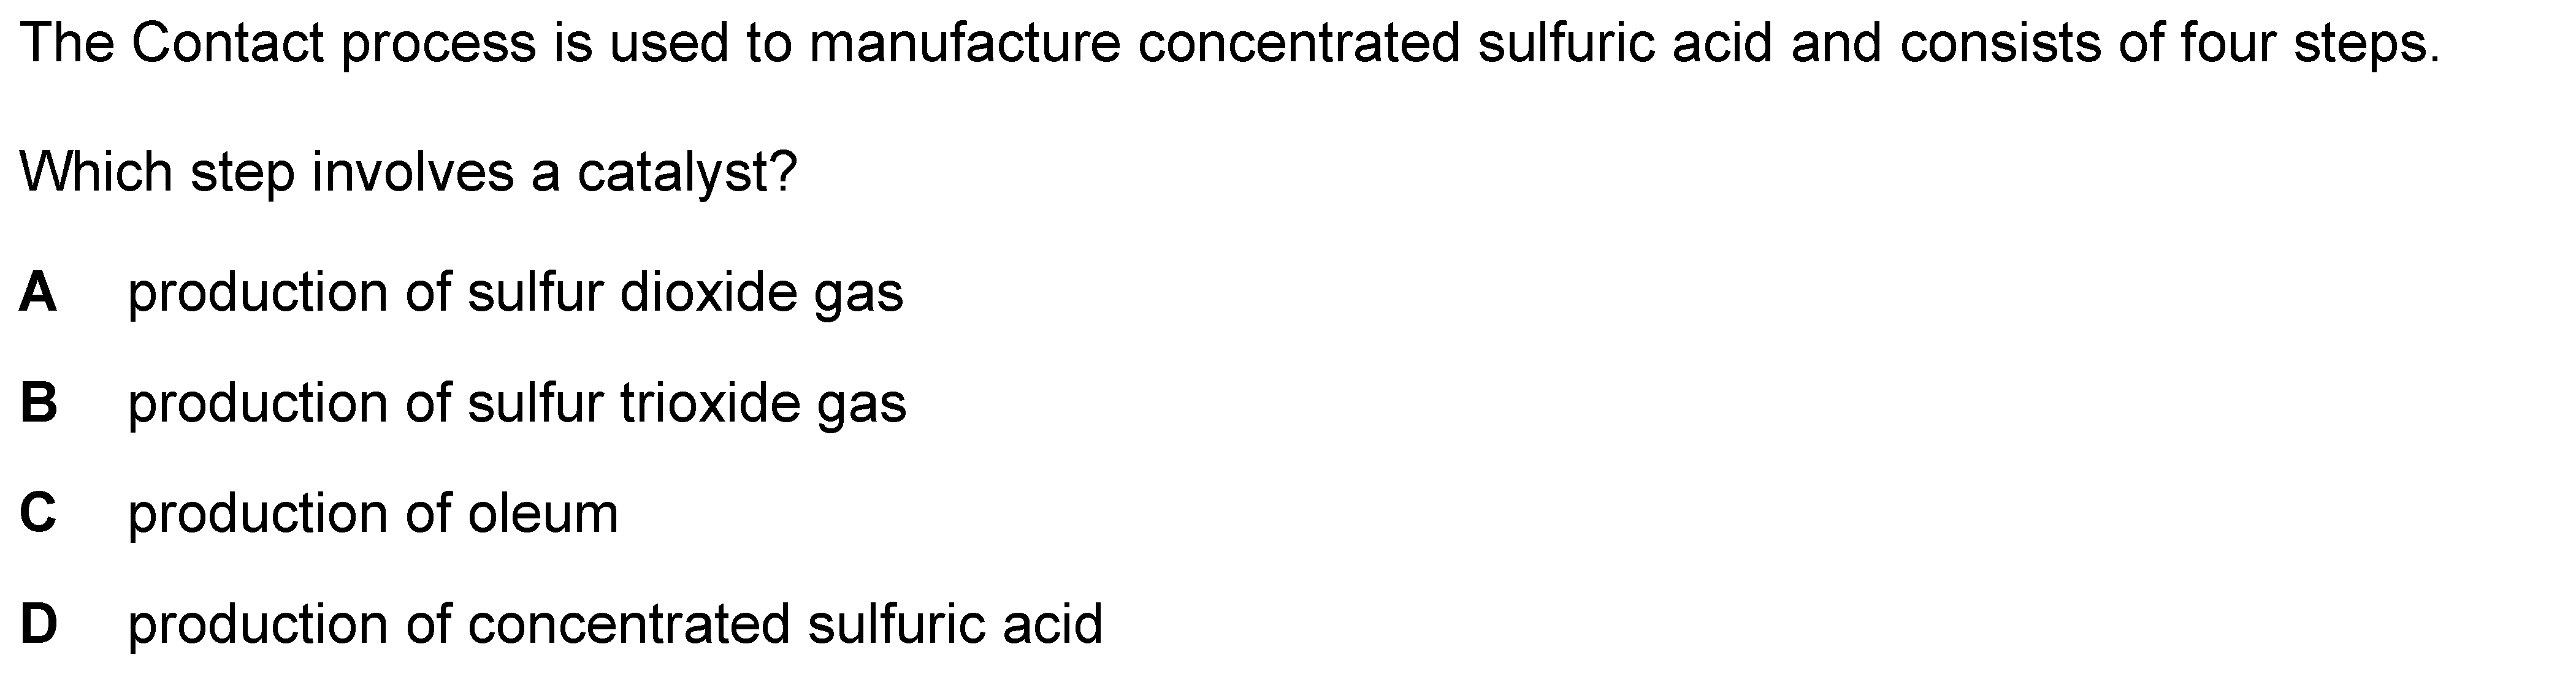 The Contact process is used to manufacture concentrated sulfuric acid and consists of four steps.
Which step involves a catalyst?
A production of sulfur dioxide gas
B production of sulfur trioxide gas
C production of oleum
D production of concentrated sulfuric acid